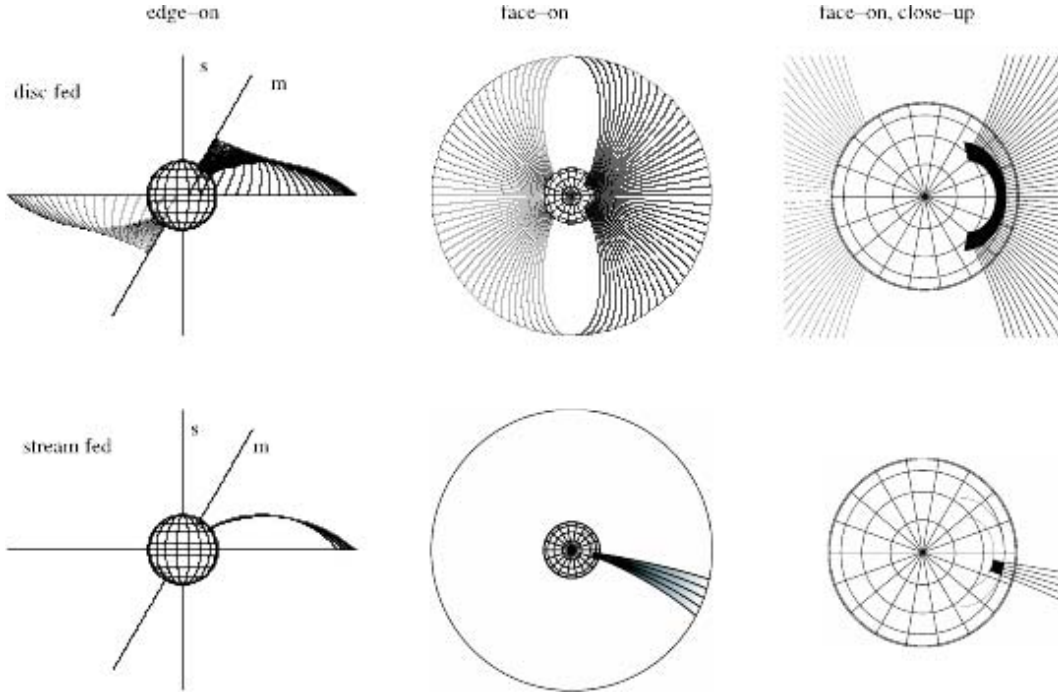 edge–on face–on face–on, close–up
s
m
disc fed
s
m
stream fed